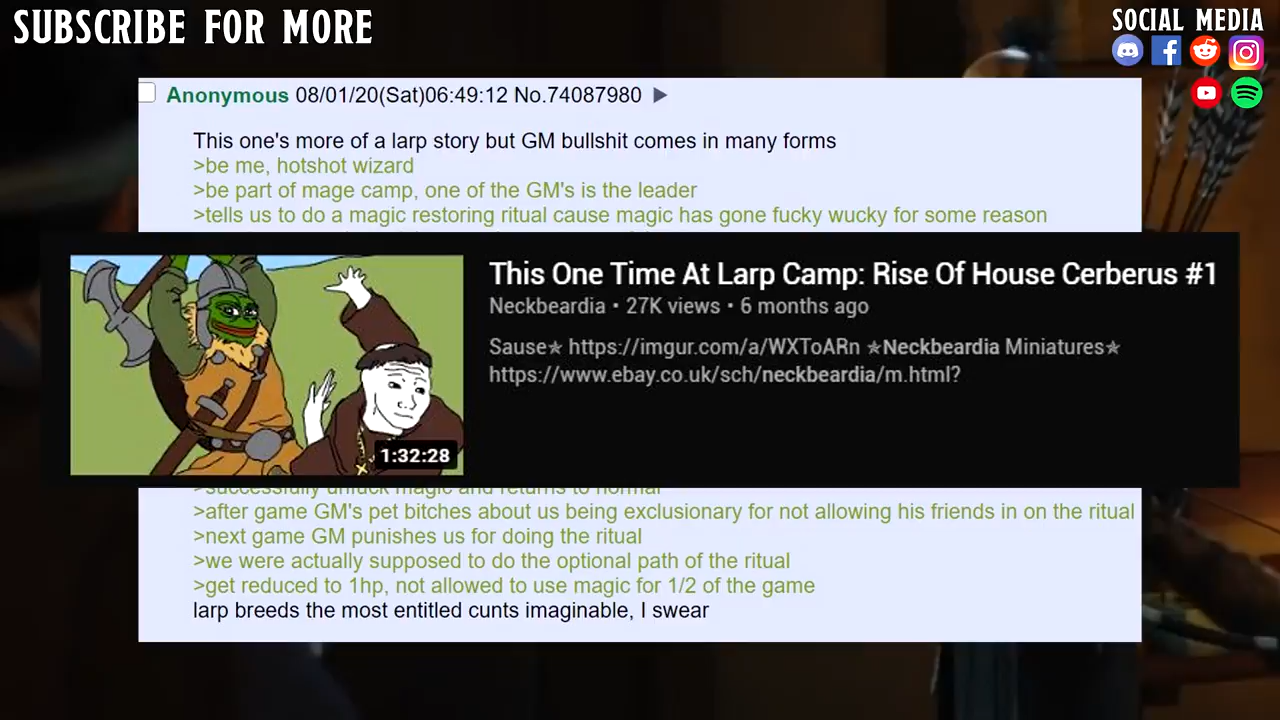 SUBSCRIBE FOR MORE
SOCIAL MEDIA
Anonymous 08/01/20(Sat)06:49:12 No.74087980
This one's more of a larp story but GM bullshit comes in many forms
>be me, hotshot wizard
>be part of mage camp, one of the GM's is the leader
>tells us to do a magic restoring ritual cause magic has gone fucky wucky for some reason
This One Time At Larp Camp: Rise Of House Cerberus #1
Neckbeardia • 27K views • 6 months ago
Sause✭ https://imgur.com/a/WXToARn ✭Neckbeardia Miniatures✭
https://www.ebay.co.uk/sch/neckbeardia/m.html?
1:32:28
>successfully unfuck magic and returns to normal
>after game GM's pet bitches about us being exclusionary for not allowing his friends in on the ritual
>next game GM punishes us for doing the ritual
>we were actually supposed to do the optional path of the ritual
>get reduced to 1hp, not allowed to use magic for 1/2 of the game
larp breeds the most entitled cunts imaginable, I swear